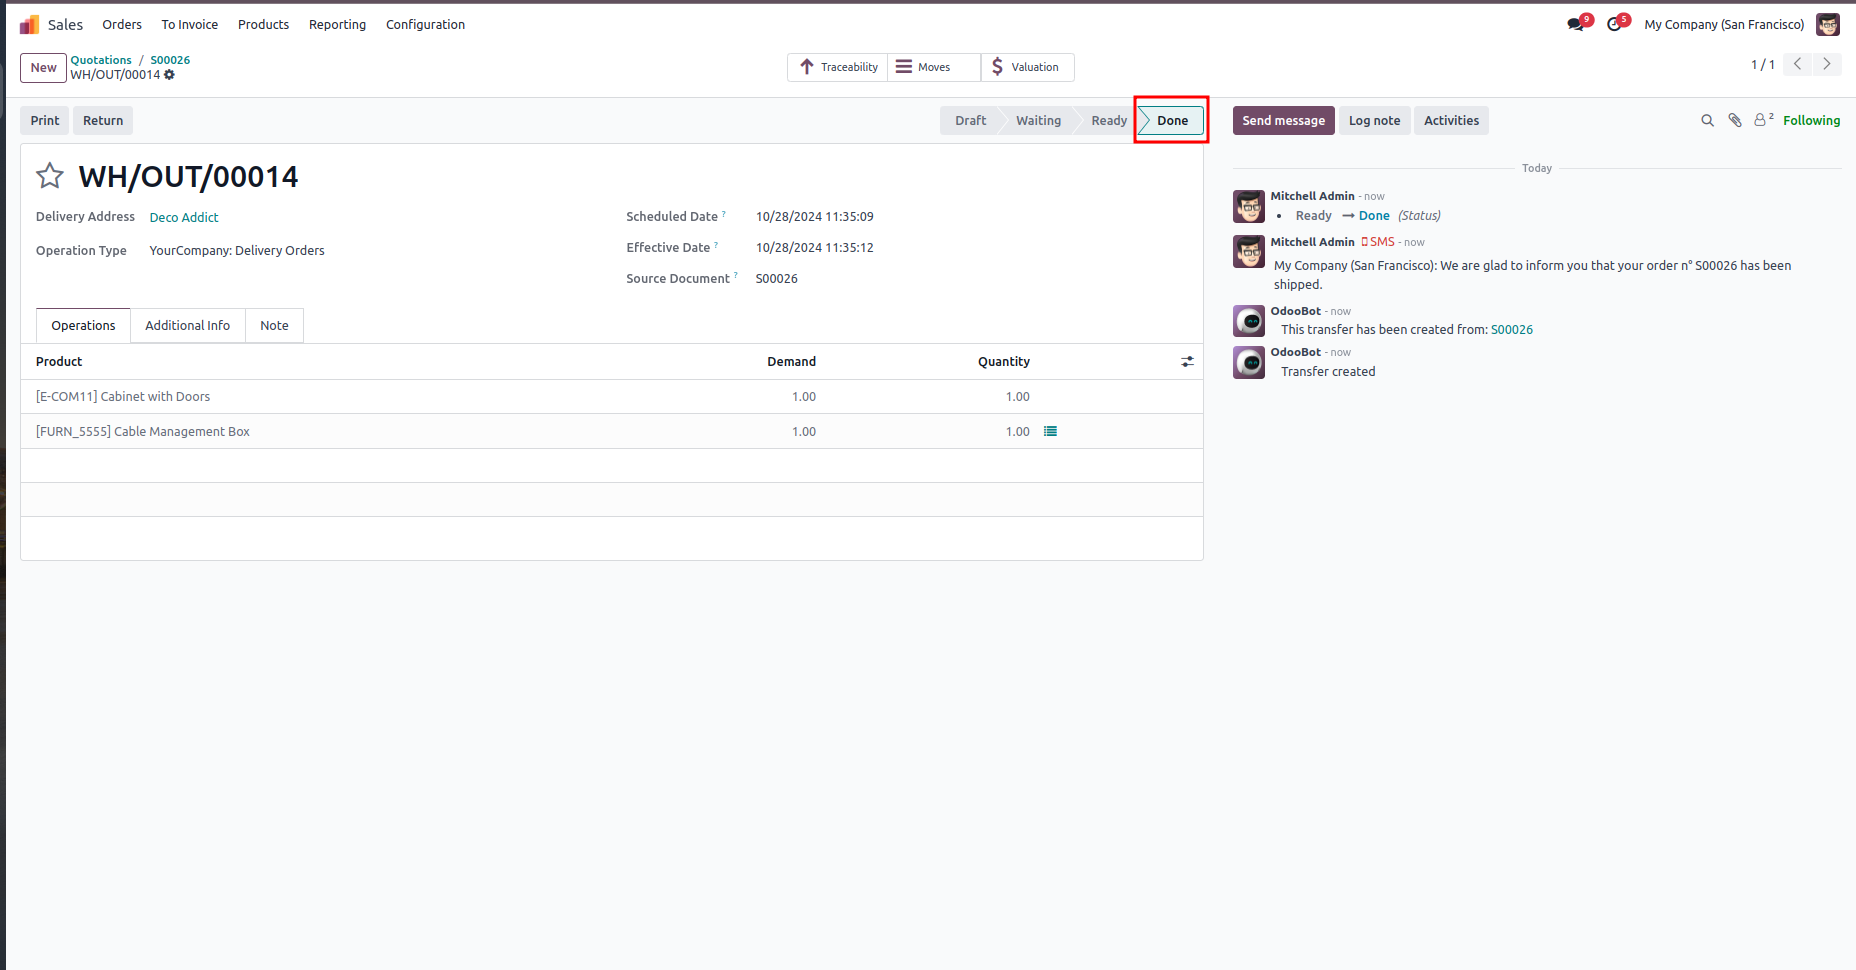 Sales Orders To Invoice Products Reporting Configuration 9 5 My Company (San Francisco)
New Quotations / S00026 Traceability Moves Valuation 1 / 1
WH/OUT/00014
Print Return Draft Waiting Ready Done Send message Log note Activities 2 Following
WH/OUT/00014
Delivery Address Deco Addict
Operation Type YourCompany: Delivery Orders
Scheduled Date ? 10/28/2024 11:35:09
Effective Date ? 10/28/2024 11:35:12
Source Document ? S00026
Operations Additional Info Note
Product Demand Quantity
[E-COM11] Cabinet with Doors 1.00 1.00
[FURN_5555] Cable Management Box 1.00 1.00
Today
Mitchell Admin - now
• Ready → Done (Status)
Mitchell Admin SMS - now
My Company (San Francisco): We are glad to inform you that your order n° S00026 has been
shipped.
OdooBot - now
This transfer has been created from: S00026
OdooBot - now
Transfer created